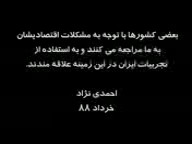 بعضی کشورها با توجه به مشکلات اقتصادیشان
به ما مراجعه می کنند و به استفاده از
تجربیات ایران در این زمینه علاقه مندند.
احمدی نژاد
خرداد ۸۸